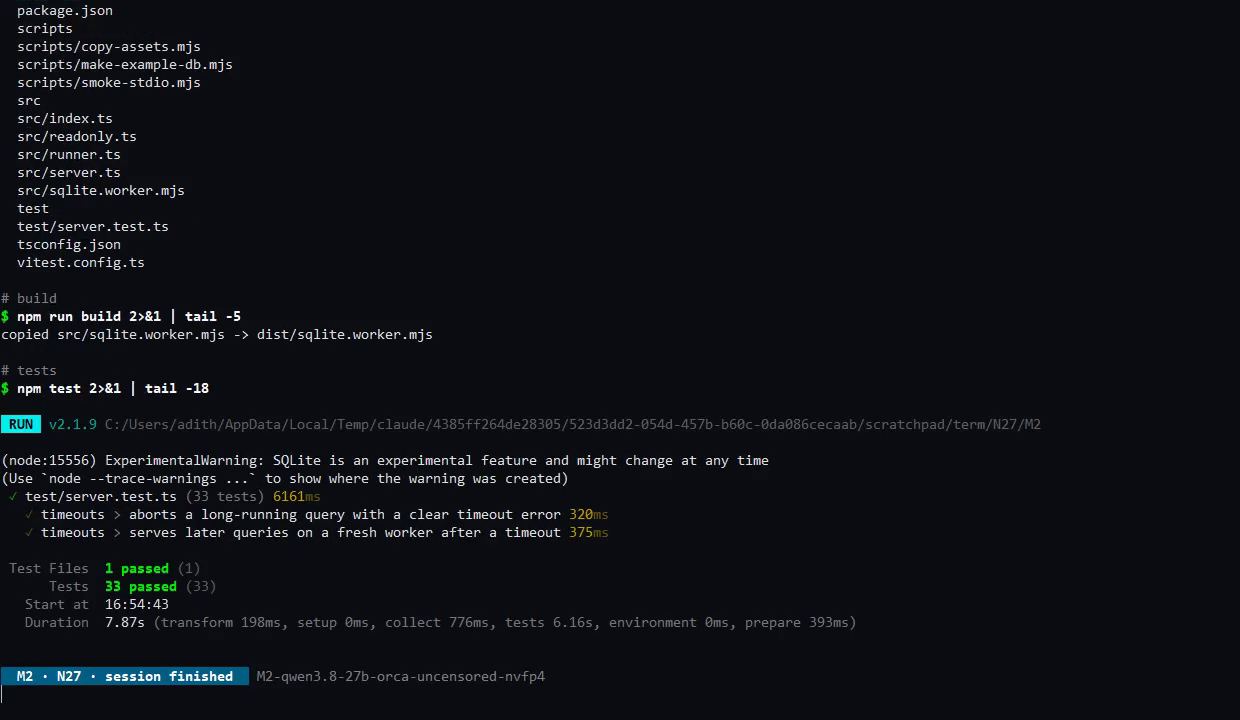 package.json
scripts
scripts/copy-assets.mjs
scripts/make-example-db.mjs
scripts/smoke-stdio.mjs
src
src/index.ts
src/readonly.ts
src/runner.ts
src/server.ts
src/sqlite.worker.mjs
test
test/server.test.ts
tsconfig.json
vitest.config.ts
# build
$ npm run build 2>&1 | tail -5
copied src/sqlite.worker.mjs -> dist/sqlite.worker.mjs
# tests
$ npm test 2>&1 | tail -18
RUN v2.1.9 C:/Users/adith/AppData/Local/Temp/claude/4385ff264de28305/523d3dd2-054d-457b-b60c-0da086cecaab/scratchpad/term/N27/M2
(node:15556) ExperimentalWarning: SQLite is an experimental feature and might change at any time
(Use `node --trace-warnings ...` to show where the warning was created)
✓ test/server.test.ts (33 tests) 6161ms
✓ timeouts > aborts a long-running query with a clear timeout error 320ms
✓ timeouts > serves later queries on a fresh worker after a timeout 375ms
Test Files 1 passed (1)
Tests 33 passed (33)
Start at 16:54:43
Duration 7.87s (transform 198ms, setup 0ms, collect 776ms, tests 6.16s, environment 0ms, prepare 393ms)
M2 · N27 · session finished M2-qwen3.8-27b-orca-uncensored-nvfp4